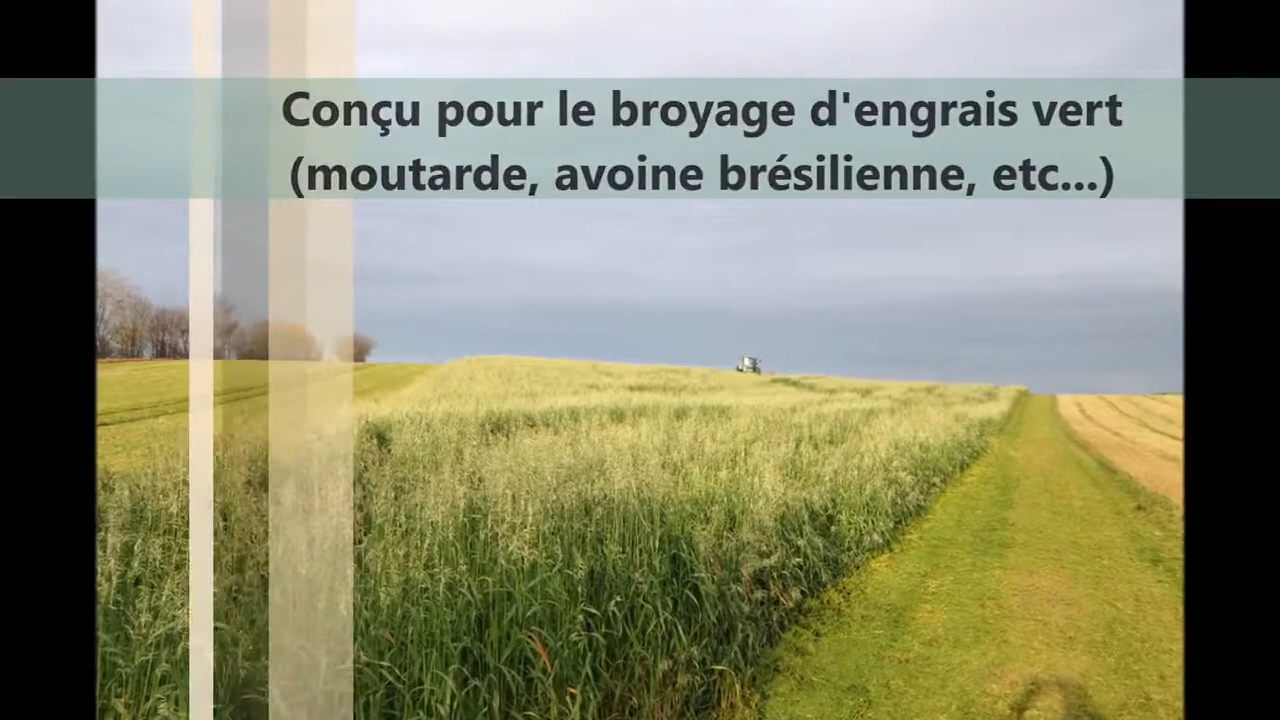 Conçu pour le broyage d'engrais vert
(moutarde, avoine brésilienne, etc...)